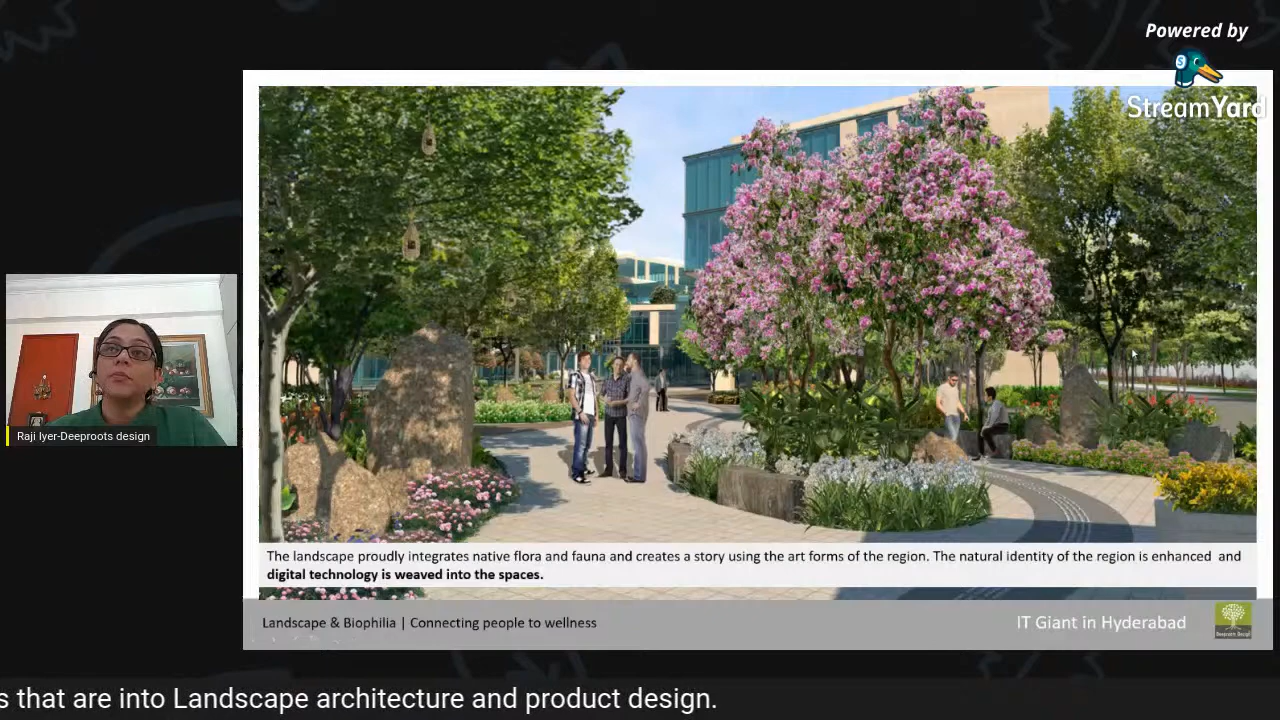 Powered by
StreamYard
Raji Iyer-Deeproots design
The landscape proudly integrates native flora and fauna and creates a story using the art forms of the region. The natural identity of the region is enhanced and
digital technology is weaved into the spaces.
Landscape & Biophilia | Connecting people to wellness
IT Giant in Hyderabad
s that are into Landscape architecture and product design.